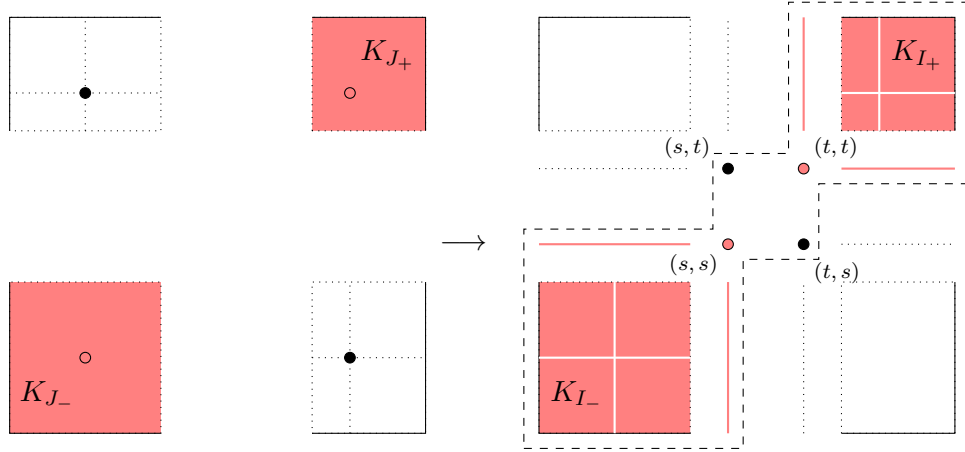 K_{J_+}
K_{I_+}
(s, t)
(t, t)
→
(s, s)
(t, s)
K_{J_-}
K_{I_-}